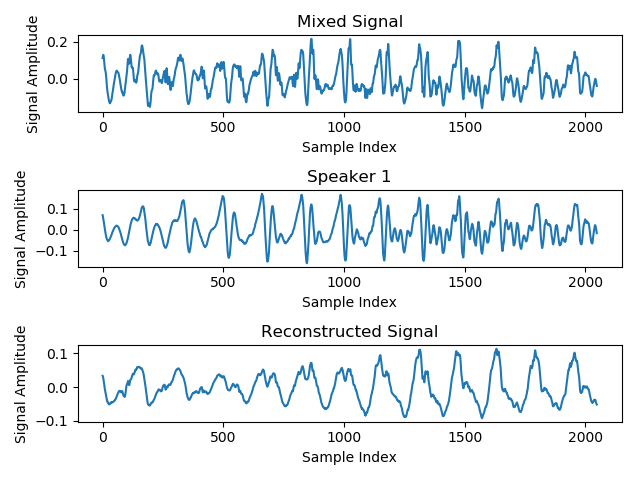 Mixed Signal
Signal Amplitude
0.2
0.0
0 500 1000 1500 2000
Sample Index
Speaker 1
Signal Amplitude
0.1
0.0
−0.1
0 500 1000 1500 2000
Sample Index
Reconstructed Signal
Signal Amplitude
0.1
0.0
−0.1
0 500 1000 1500 2000
Sample Index